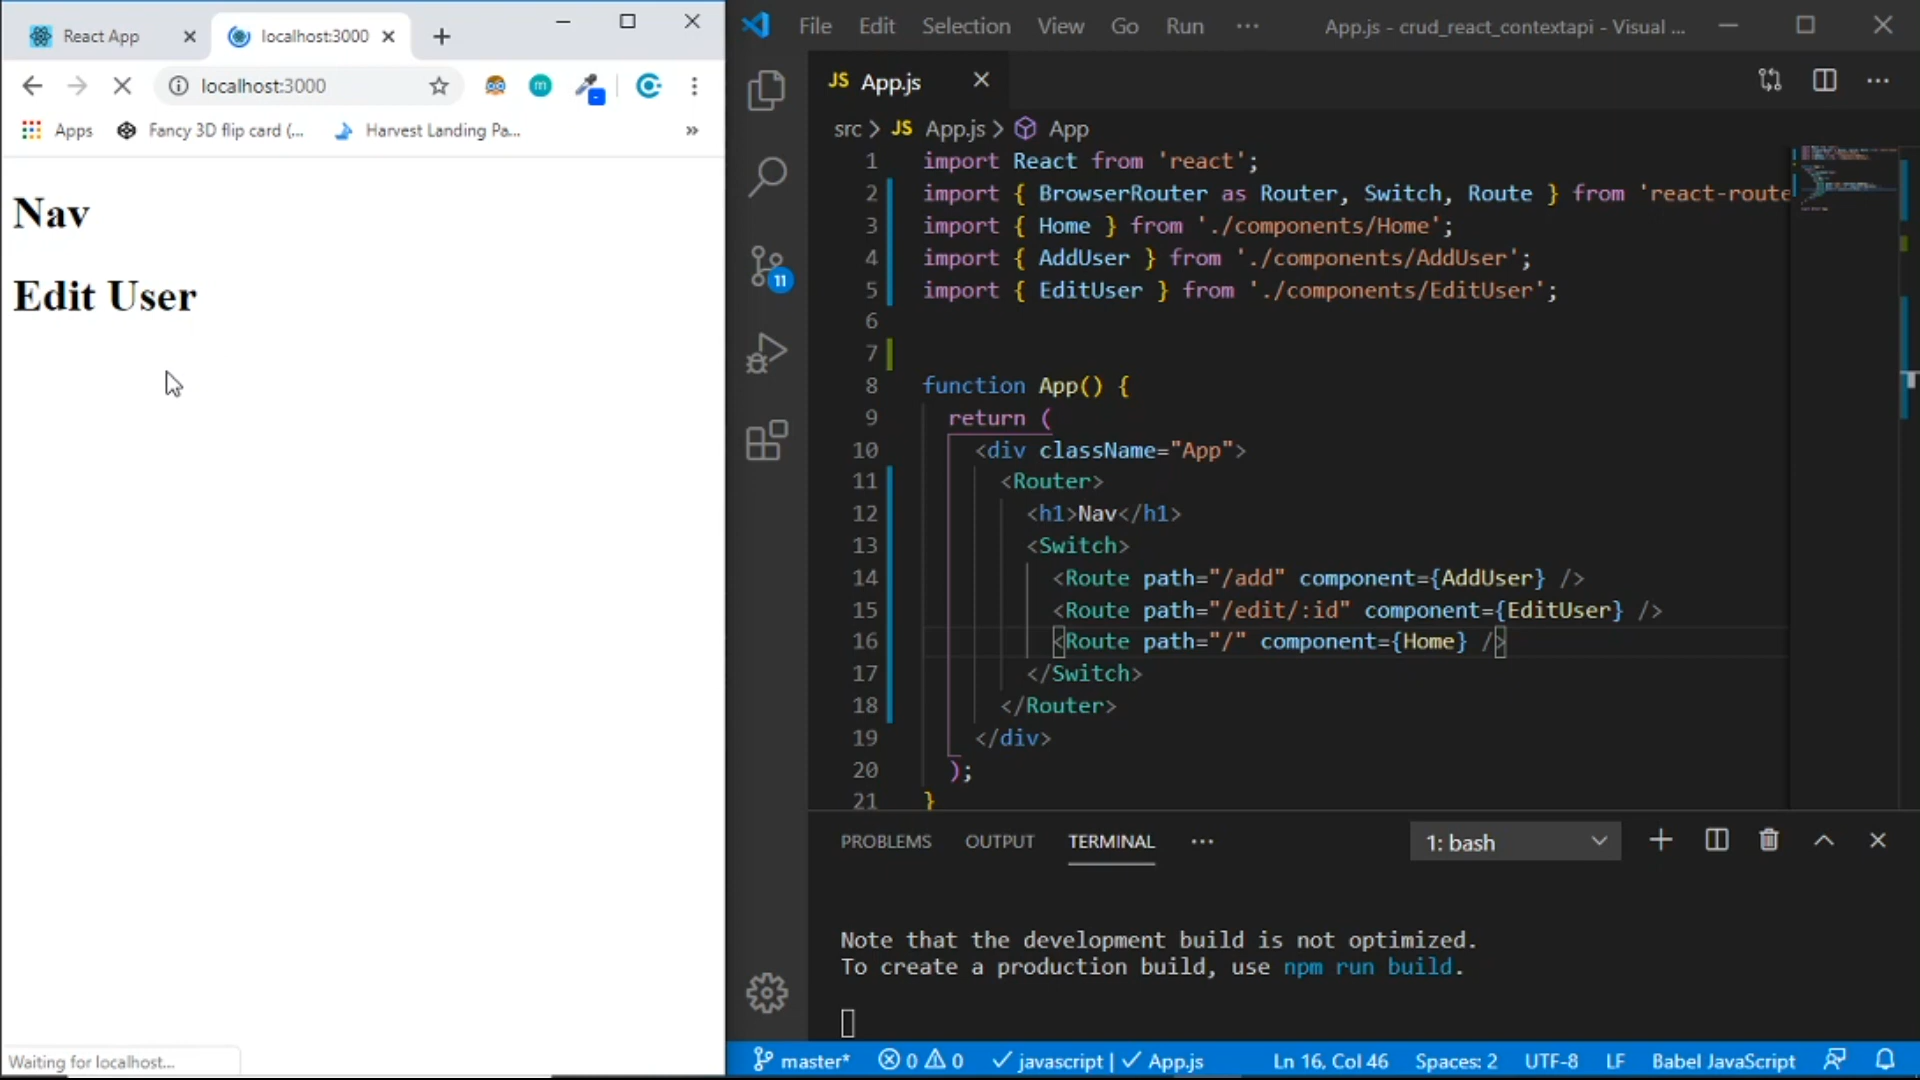 React App
localhost:3000
localhost:3000
Apps
Fancy 3D flip card (...
Harvest Landing Pa...
»
Nav
Edit User
Waiting for localhost...
File Edit Selection View Go Run ··· App.js - crud_react_contextapi - Visual ...
JS App.js
src > JS App.js > App
1 import React from 'react';
2 import { BrowserRouter as Router, Switch, Route } from 'react-route
3 import { Home } from './components/Home';
4 import { AddUser } from './components/AddUser';
5 import { EditUser } from './components/EditUser';
6
7
8 function App() {
9 return (
10 <div className="App">
11 <Router>
12 <h1>Nav</h1>
13 <Switch>
14 <Route path="/add" component={AddUser} />
15 <Route path="/edit/:id" component={EditUser} />
16 <Route path="/" component={Home} />
17 </Switch>
18 </Router>
19 </div>
20 );
21 }
11
PROBLEMS OUTPUT TERMINAL ··· 1: bash
Note that the development build is not optimized.
To create a production build, use npm run build.
master* 0 0 javascript | App.js Ln 16, Col 46 Spaces: 2 UTF-8 LF Babel JavaScript